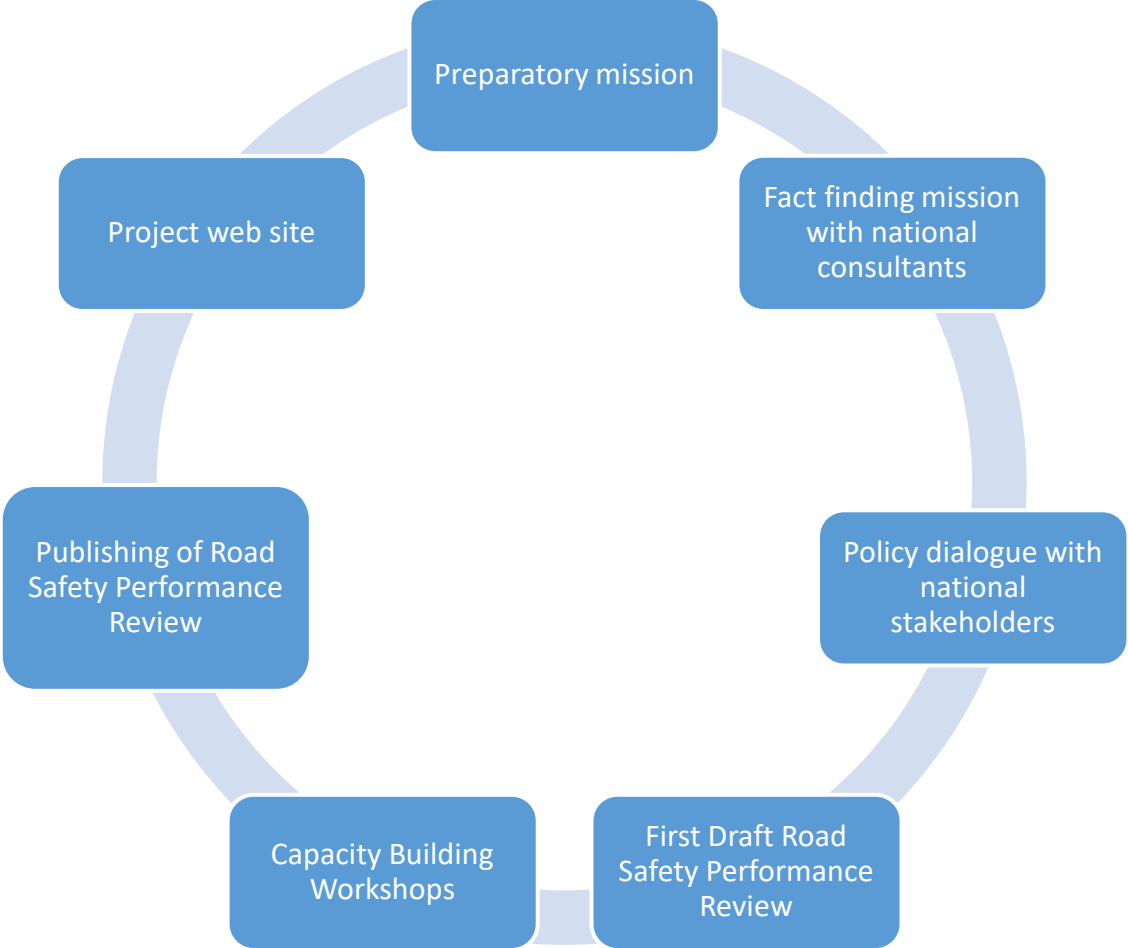 Preparatory mission
Fact finding mission
with national
consultants
Policy dialogue with
national
stakeholders
First Draft Road
Safety Performance
Review
Capacity Building
Workshops
Publishing of Road
Safety Performance
Review
Project web site